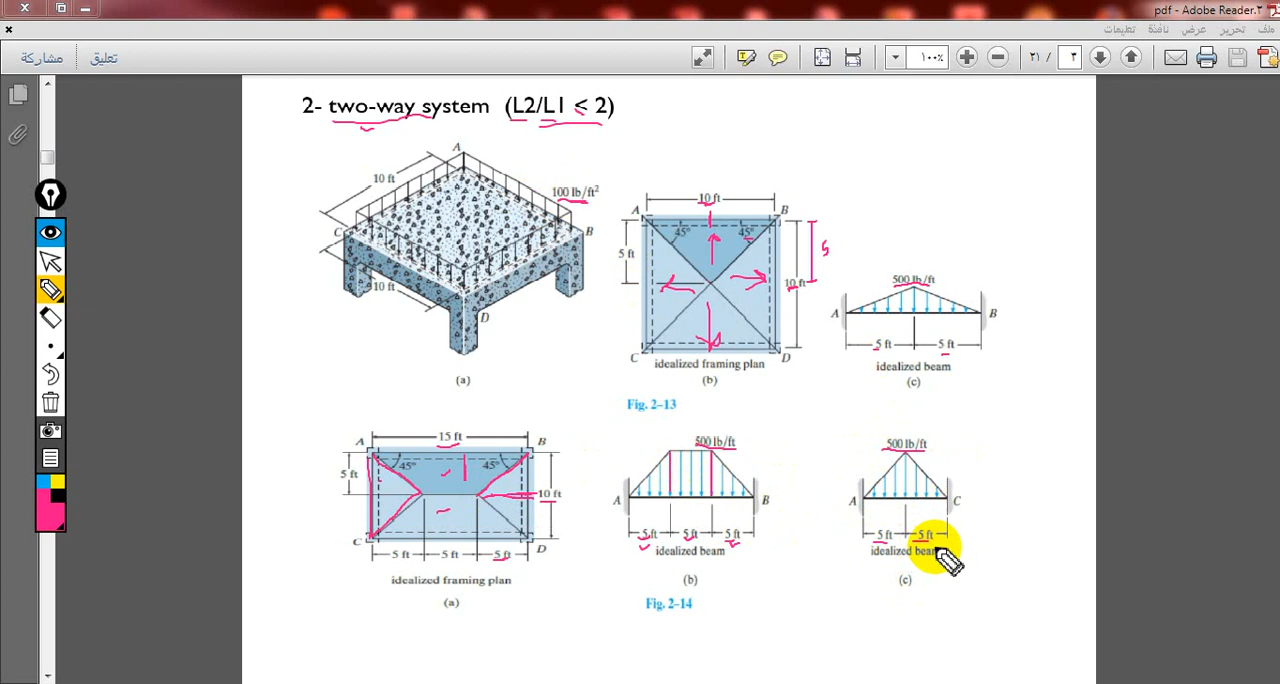 pdf - Adobe Reader.٢
ملف تحرير عرض نافذة تعليمات
٢١ / ٣ ١٠٠% تعليق مشاركة
2- two-way system (L2/L1 < 2)
A
10 ft
100 lb/ft²
C
B
10 ft
D
(a)
10 ft
A B
45° 45°
5 ft
5
10 ft
C D
idealized framing plan
(b)
500 lb/ft
A B
5 ft 5 ft
idealized beam
(c)
Fig. 2–13
15 ft
A B
45° 45°
5 ft
10 ft
C D
5 ft 5 ft 5 ft
idealized framing plan
(a)
500 lb/ft
A B
5 ft 5 ft 5 ft
idealized beam
(b)
500 lb/ft
A C
5 ft 5 ft
idealized beam
(c)
Fig. 2–14